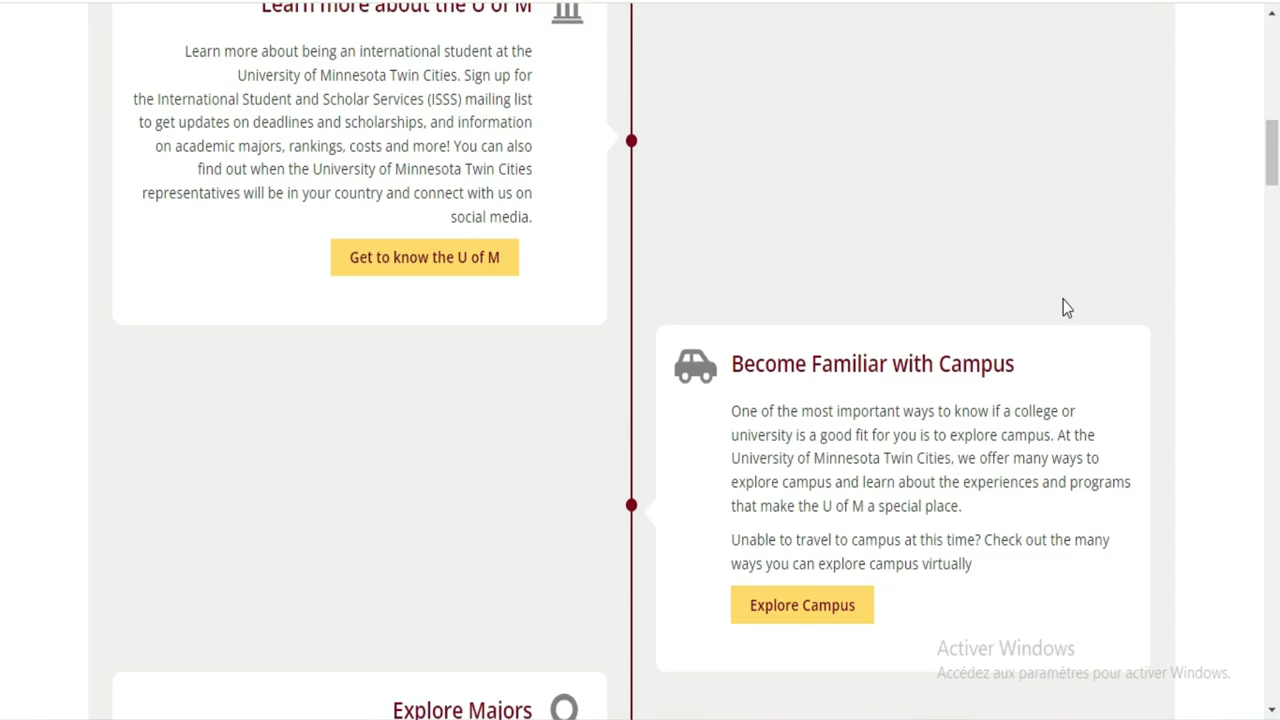 Learn more about the U of M
Learn more about being an international student at the
University of Minnesota Twin Cities. Sign up for
the International Student and Scholar Services (ISSS) mailing list
to get updates on deadlines and scholarships, and information
on academic majors, rankings, costs and more! You can also
find out when the University of Minnesota Twin Cities
representatives will be in your country and connect with us on
social media.
Get to know the U of M
Become Familiar with Campus
One of the most important ways to know if a college or
university is a good fit for you is to explore campus. At the
University of Minnesota Twin Cities, we offer many ways to
explore campus and learn about the experiences and programs
that make the U of M a special place.
Unable to travel to campus at this time? Check out the many
ways you can explore campus virtually
Explore Campus
Activer Windows
Accédez aux paramètres pour activer Windows.
Explore Majors